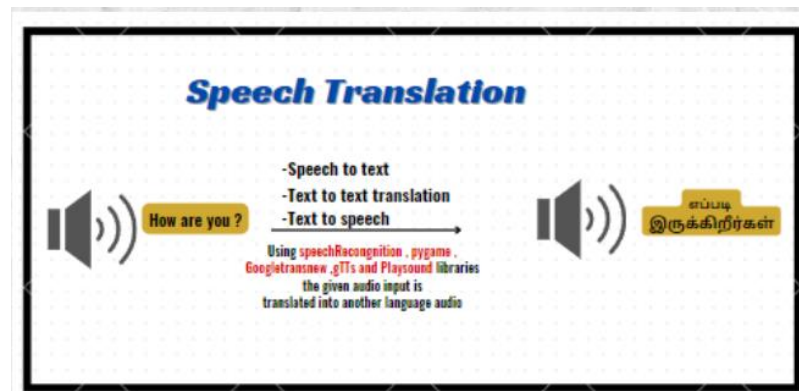 Speech Translation
-Speech to text
-Text to text translation
-Text to speech
How are you ?
எப்படி
இருக்கிறீர்கள்
Using speechRecongnition , pygame ,
Googletransnew ,gTTs and Playsound libraries
the given audio input is
translated into another language audio